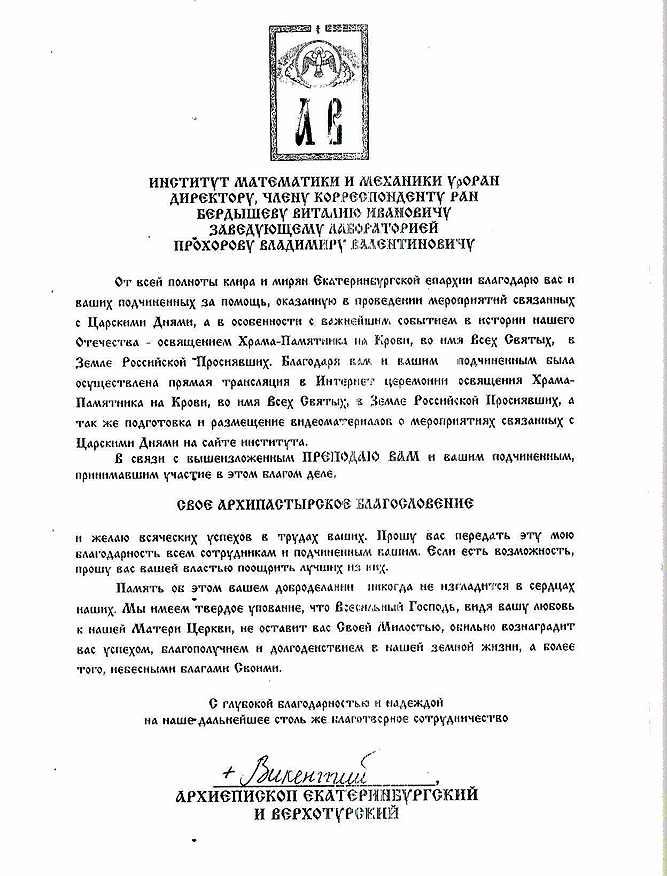 А Е
ИНСТИТУТ МАТЕМАТИКИ И МЕХАНИКИ УрОРАН
ДИРЕКТОРУ, ЧЛЕНУ КОРРЕСПОНДЕНТУ РАН
БЕРДЫШЕВУ ВИТАЛИЮ ИВАНОВИЧУ
ЗАВЕДУЮЩЕМУ ЛАБОРАТОРИЕЙ
ПРОХОРОВУ ВЛАДИМИРУ ВАЛЕНТИНОВИЧУ
От всей полноты клира и мирян Екатеринбургской епархии благодарю вас и
ваших подчиненных за помощь, оказанную в проведении мероприятий связанных
с Царскими Днями, а в особенности с важнейшим событием в истории нашего
Отечества - освящением Храма-Памятника на Крови, во имя Всех Святых, в
Земле Российской Просиявших. Благодаря вам и вашим подчиненным была
осуществлена прямая трансляция в Интернет церемонии освящения Храма-
Памятника на Крови, во имя Всех Святых, в Земле Российской Просиявших, а
так же подготовка и размещение видеоматериалов о мероприятиях связанных с
Царскими Днями на сайте института.
В связи с вышеизложенным ПРЕПОДАЮ ВАМ и вашим подчиненным,
принимавшим участие в этом благом деле,
СВОЕ АРХИПАСТЫРСКОЕ БЛАГОСЛОВЕНИЕ
и желаю всяческих успехов в трудах ваших. Прошу вас передать эту мою
благодарность всем сотрудникам и подчиненным вашим. Если есть возможность,
прошу вас вашей властью поощрить лучших из них.
Память об этом вашем доброделании никогда не изгладится в сердцах
наших. Мы имеем твердое упование, что Всесильный Господь, видя вашу любовь
к нашей Матери Церкви, не оставит вас Своей Милостью, обильно вознаградит
вас успехом, благополучием и долгоденствием в нашей земной жизни, а более
того, небесными благами Своими.
С глубокой благодарностью и надеждой
на наше дальнейшее столь же благотворное сотрудничество
+ Викентий,
АРХИЕПИСКОП ЕКАТЕРИНБУРГСКИЙ
И ВЕРХОТУРСКИЙ